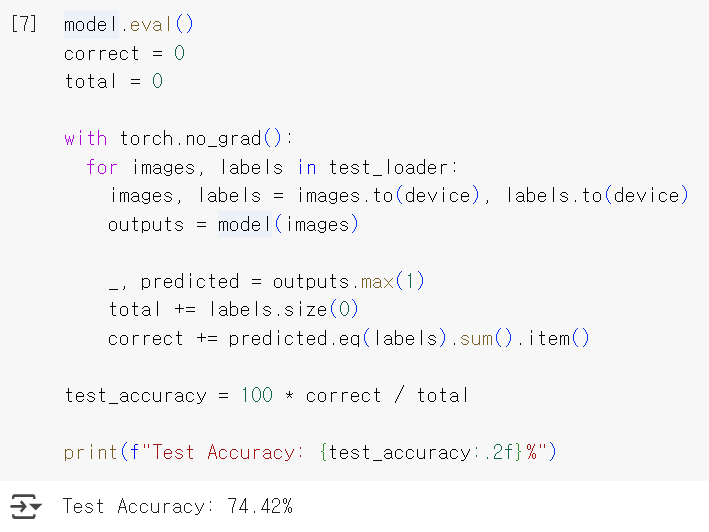 [7] model.eval()
correct = 0
total = 0
with torch.no_grad():
for images, labels in test_loader:
images, labels = images.to(device), labels.to(device)
outputs = model(images)
_, predicted = outputs.max(1)
total += labels.size(0)
correct += predicted.eq(labels).sum().item()
test_accuracy = 100 * correct / total
print(f"Test Accuracy: {test_accuracy:.2f}%")
Test Accuracy: 74.42%